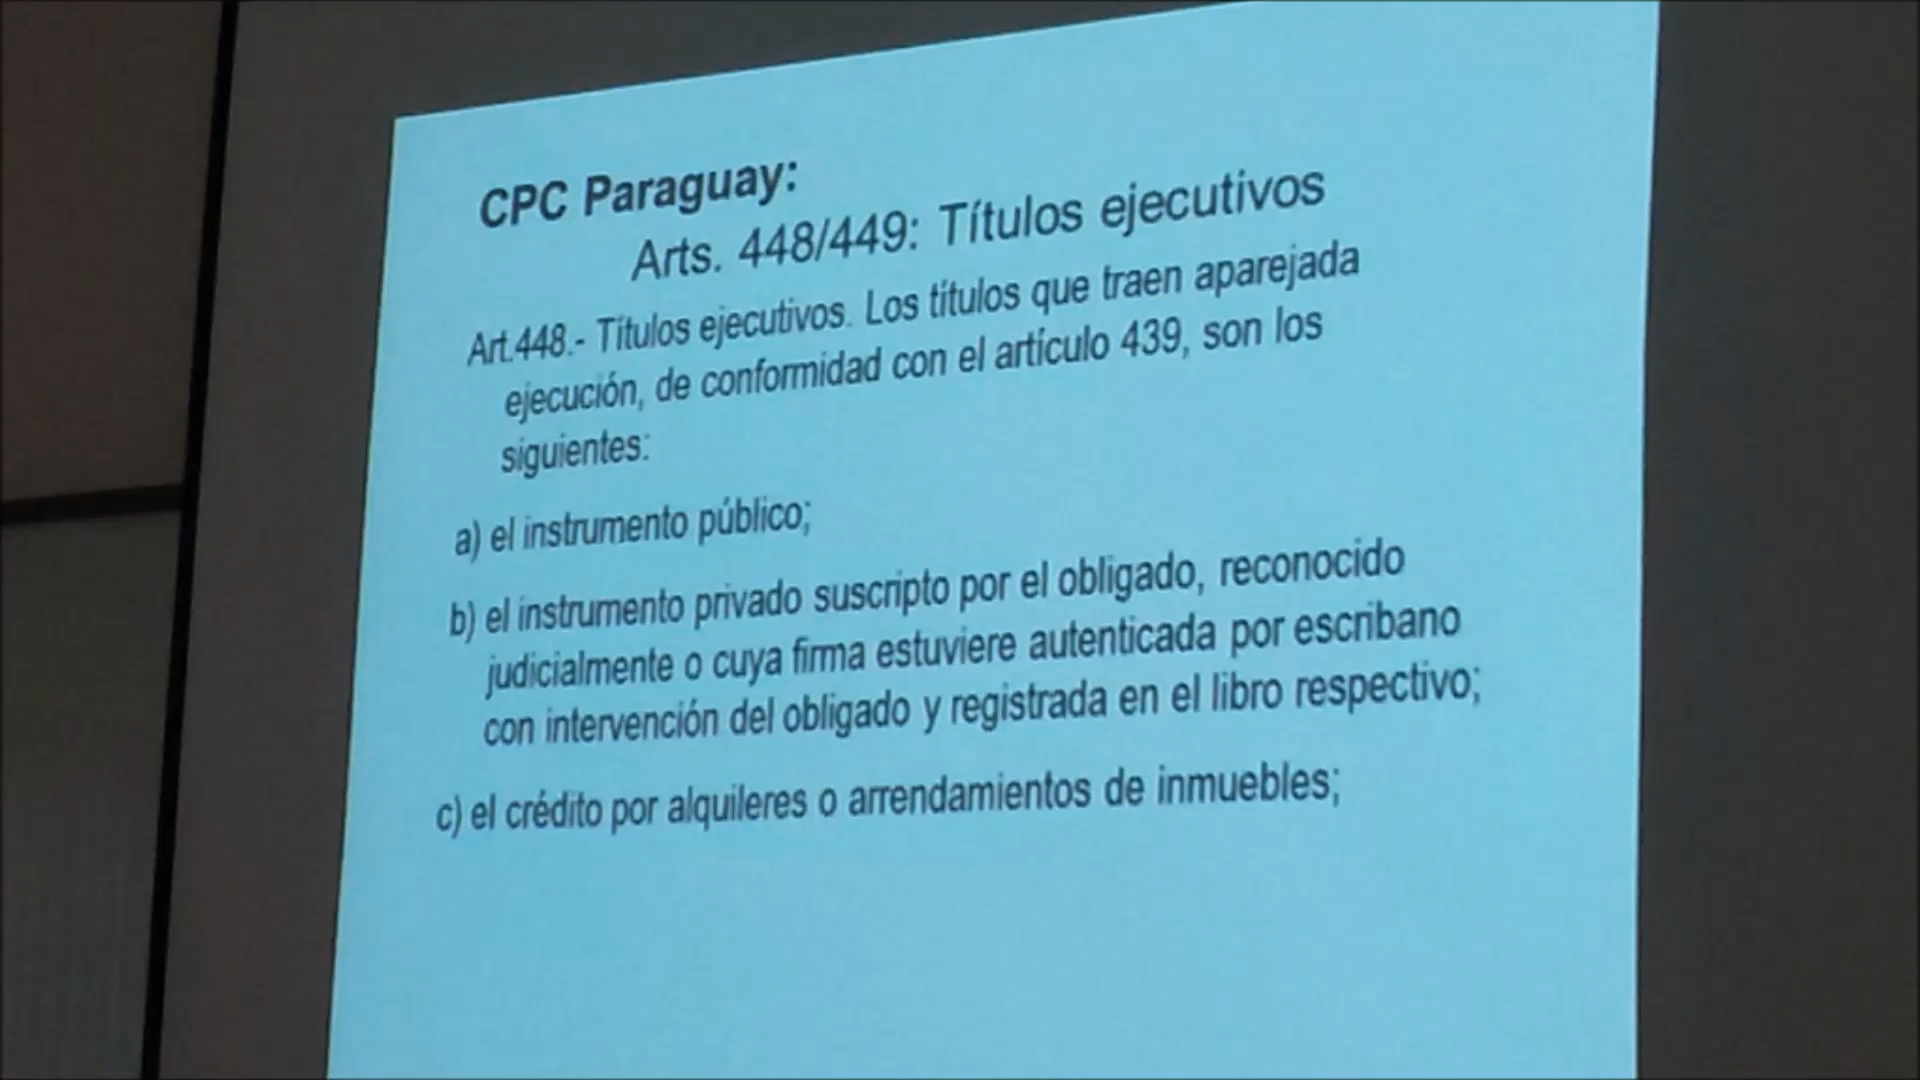 CPC Paraguay:
Arts. 448/449: Títulos ejecutivos
Art.448.- Títulos ejecutivos. Los títulos que traen aparejada
ejecución, de conformidad con el artículo 439, son los
siguientes:
a) el instrumento público;
b) el instrumento privado suscripto por el obligado, reconocido
judicialmente o cuya firma estuviere autenticada por escribano
con intervención del obligado y registrada en el libro respectivo;
c) el crédito por alquileres o arrendamientos de inmuebles;